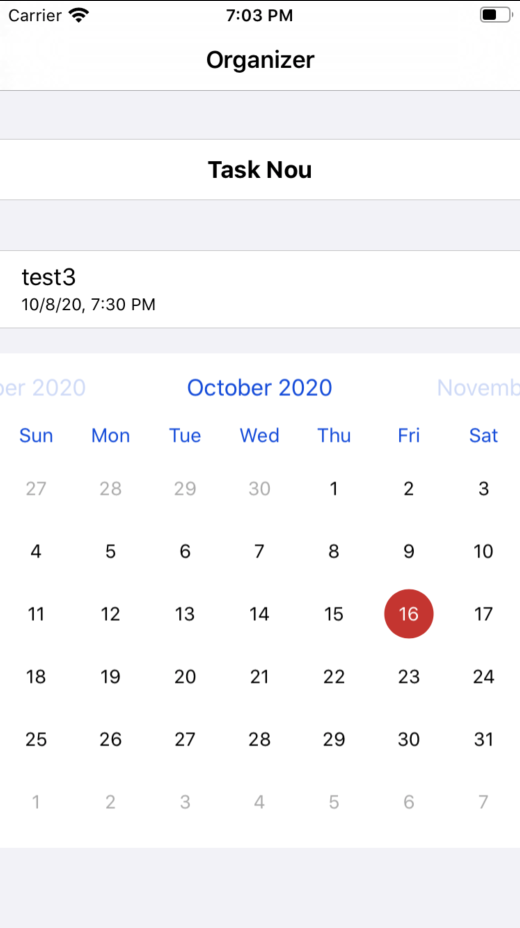 Carrier 7:03 PM
Organizer
Task Nou
test3
10/8/20, 7:30 PM
ber 2020 October 2020 Novemb
Sun Mon Tue Wed Thu Fri Sat
27 28 29 30 1 2 3
4 5 6 7 8 9 10
11 12 13 14 15 16 17
18 19 20 21 22 23 24
25 26 27 28 29 30 31
1 2 3 4 5 6 7